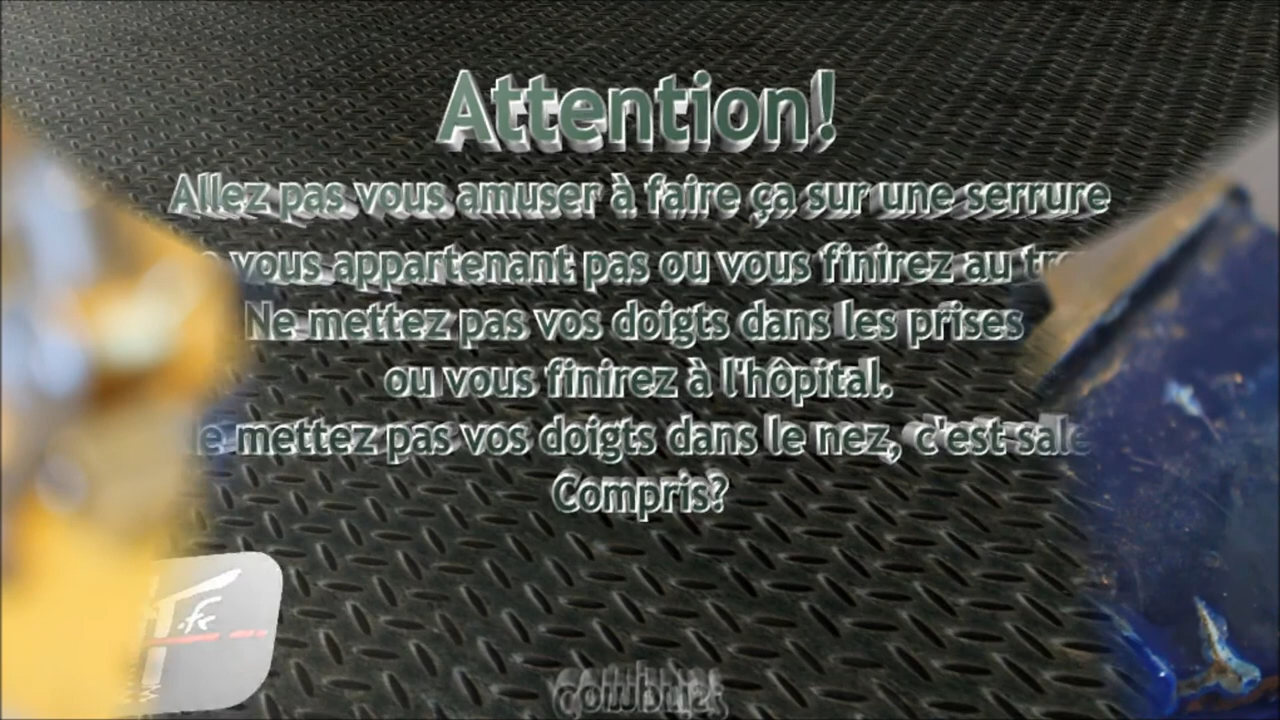 Attention!
Allez pas vous amuser à faire ça sur une serrure
vous appartenant pas ou vous finirez au
Ne mettez pas vos doigts dans les prises
ou vous finirez à l'hôpital.
mettez pas vos doigts dans le nez, c'est sale
Compris?
.fr